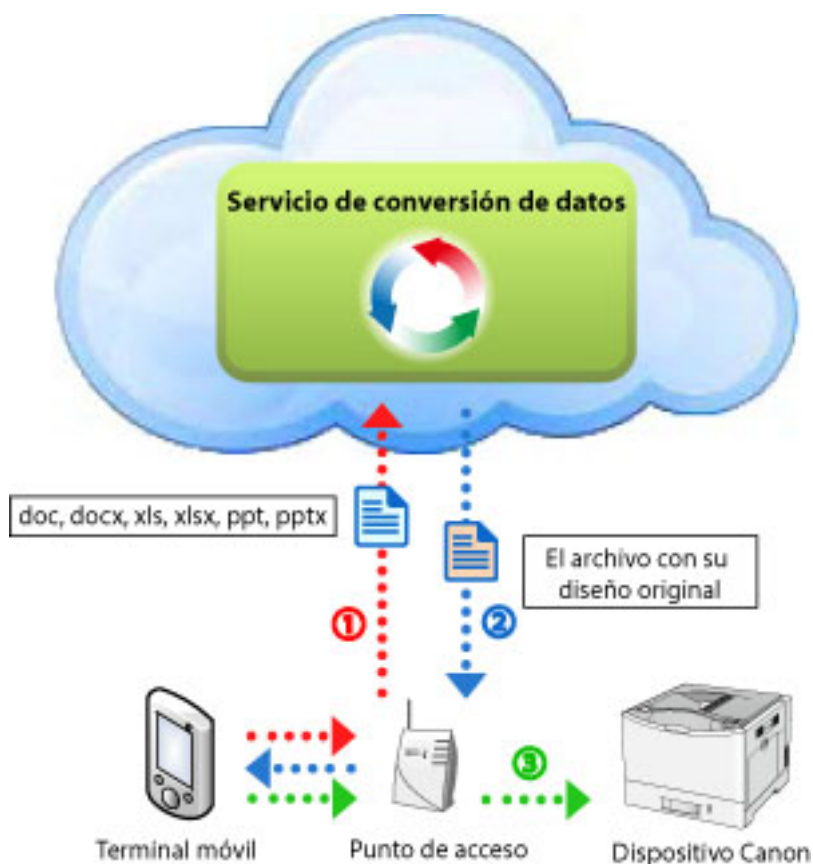 Servicio de conversión de datos
doc, docx, xls, xlsx, ppt, pptx
El archivo con su
diseño original
①
②
③
Terminal móvil
Punto de acceso
Dispositivo Canon